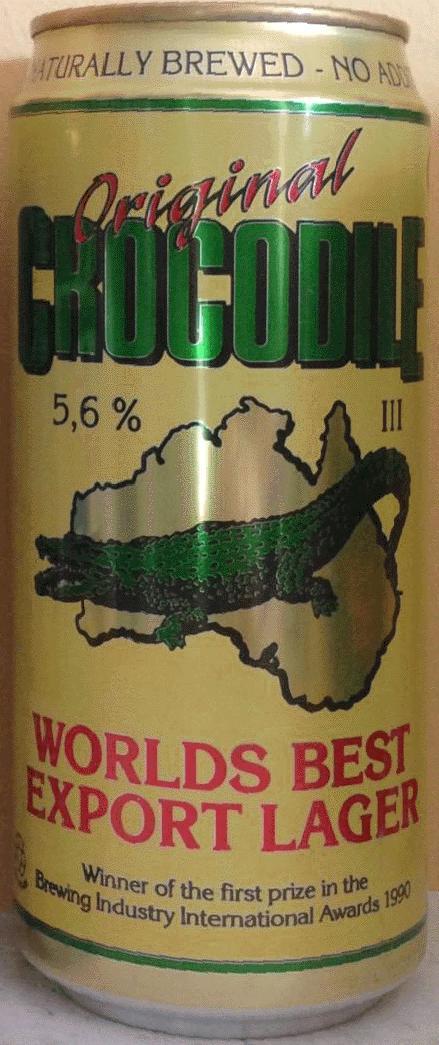 NATURALLY BREWED - NO
Original
CROCODILE
5,6 % III
WORLDS BEST
EXPORT LAGER
Winner of the first prize in the
Brewing Industry International Awards 1990